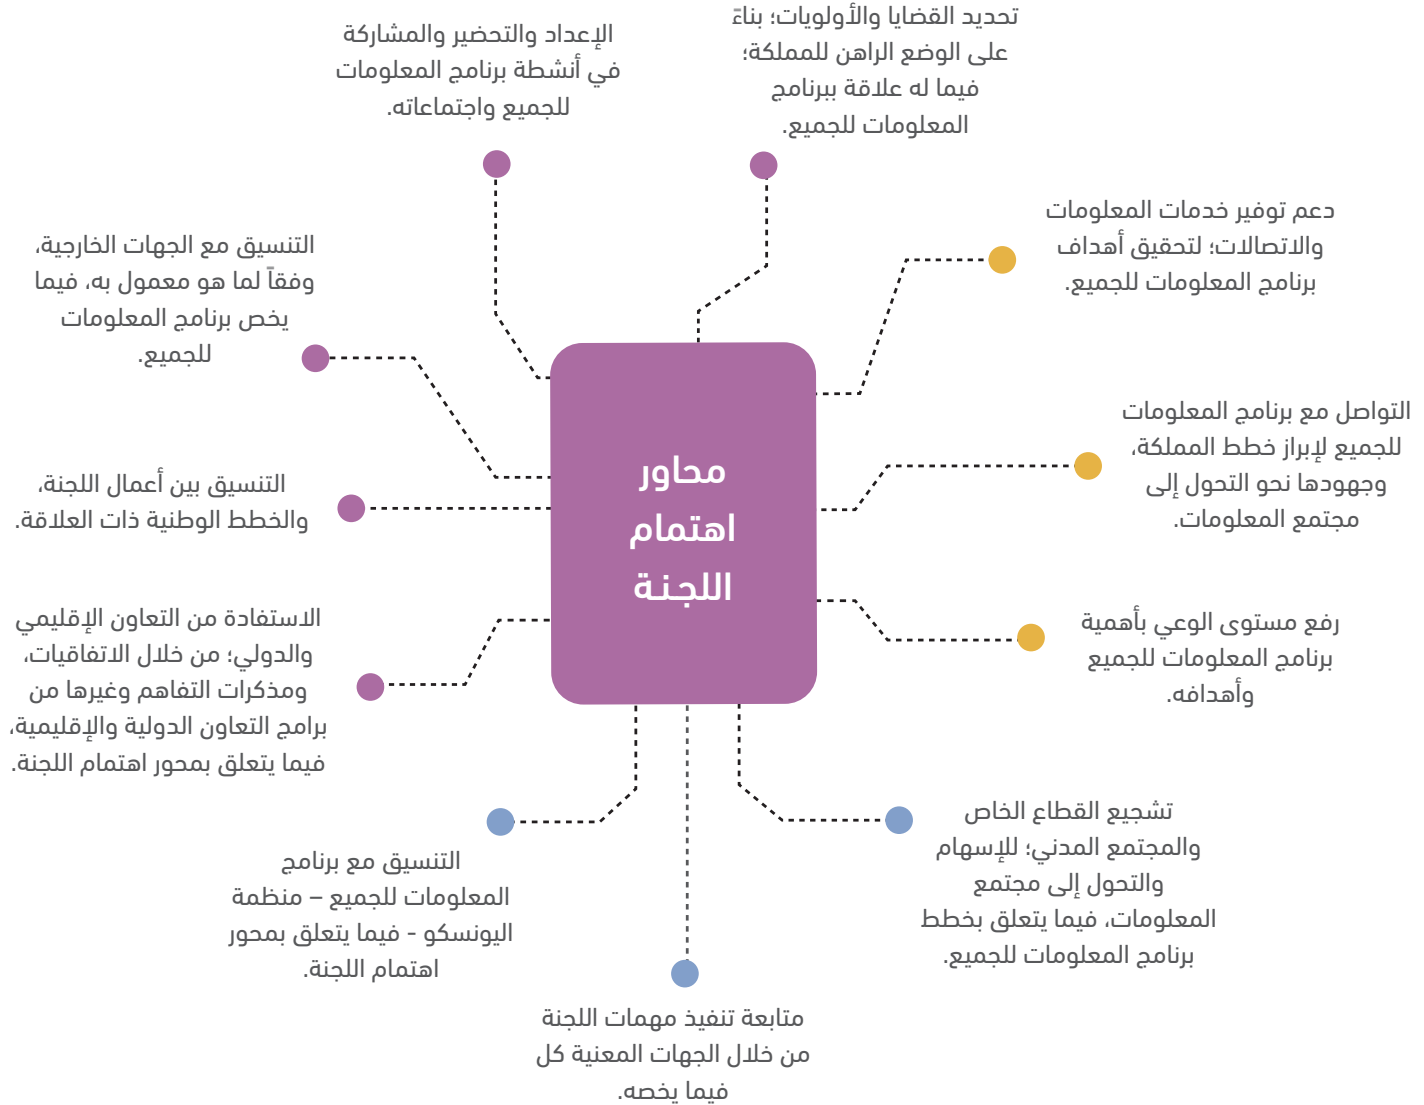 تحديد القضايا والأولويات؛ بناءً
على الوضع الراهن للمملكة؛
فيما له علاقة ببرنامج
المعلومات للجميع.
دعم توفير خدمات المعلومات
والاتصالات؛ لتحقيق أهداف
برنامج المعلومات للجميع.
التواصل مع برنامج المعلومات
للجميع لإبراز خطط المملكة،
وجهودها نحو التحول إلى
مجتمع المعلومات.
رفع مستوى الوعي بأهمية
برنامج المعلومات للجميع
وأهدافه.
تشجيع القطاع الخاص
والمجتمع المدني؛ للإسهام
والتحول إلى مجتمع
المعلومات، فيما يتعلق بخطط
برنامج المعلومات للجميع.
متابعة تنفيذ مهمات اللجنة
من خلال الجهات المعنية كل
فيما يخصه.
التنسيق مع برنامج
المعلومات للجميع – منظمة
اليونسكو - فيما يتعلق بمحور
اهتمام اللجنة.
الاستفادة من التعاون الإقليمي
والدولي؛ من خلال الاتفاقيات،
ومذكرات التفاهم وغيرها من
برامج التعاون الدولية والإقليمية،
فيما يتعلق بمحور اهتمام اللجنة.
التنسيق بين أعمال اللجنة،
والخطط الوطنية ذات العلاقة.
التنسيق مع الجهات الخارجية،
وفقاً لما هو معمول به، فيما
يخص برنامج المعلومات
للجميع.
الإعداد والتحضير والمشاركة
في أنشطة برنامج المعلومات
للجميع واجتماعاته.
محاور
اهتمام
اللجنة